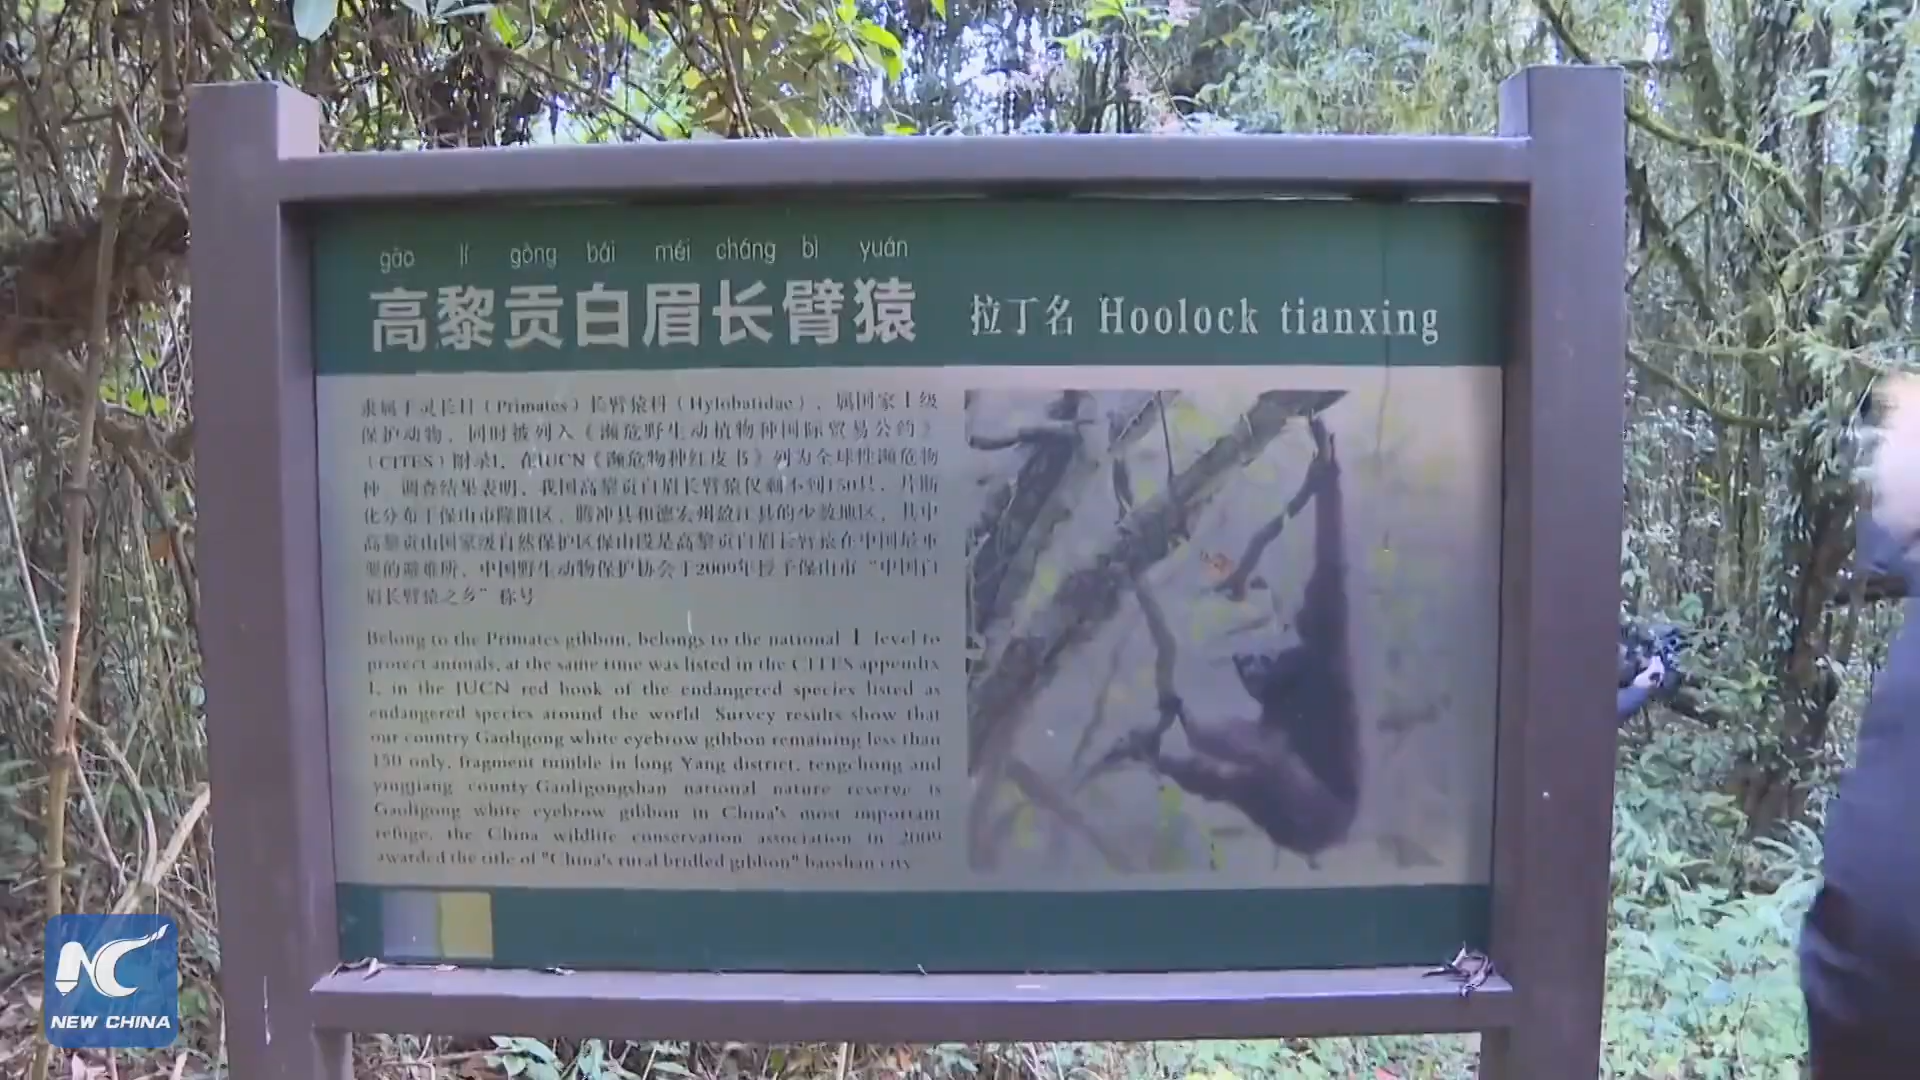 gāo lí gòng bái méi cháng bì yuán
高黎贡白眉长臂猿 拉丁名 Hoolock tianxing
隶属于灵长目（Primates）长臂猿科（Hylobatidae）, 属国家I级
保护动物, 同时被列入《濒危野生动植物种国际贸易公约》
（CITES）附录I, 在IUCN《濒危物种红皮书》列为全球性濒危物
种 调查结果表明, 我国高黎贡白眉长臂猿仅剩不到150只, 片断
化分布于保山市隆阳区, 腾冲县和德宏州盈江县的少数地区, 其中
高黎贡山国家级自然保护区保山段是高黎贡白眉长臂猿在中国最重
要的避难所, 中国野生动物保护协会于2009年授予保山市“中国白
眉长臂猿之乡”称号
Belong to the Primates gibbon, belongs to the national I level to
protect animals, at the same time was listed in the CITES appendix
I, in the IUCN red book of the endangered species listed as
endangered species around the world Survey results show that
our country Gaoligong white eyebrow gibbon remaining less than
150 only, fragment tumble in long Yang district, tengchong and
yingjiang county Gaoligongshan national nature reserve is
Gaoligong white eyebrow gibbon in China's most important
refuge, the China wildlife conservation association in 2009
awarded the title of "China's rural bridled gibbon" baoshan city
NEW CHINA